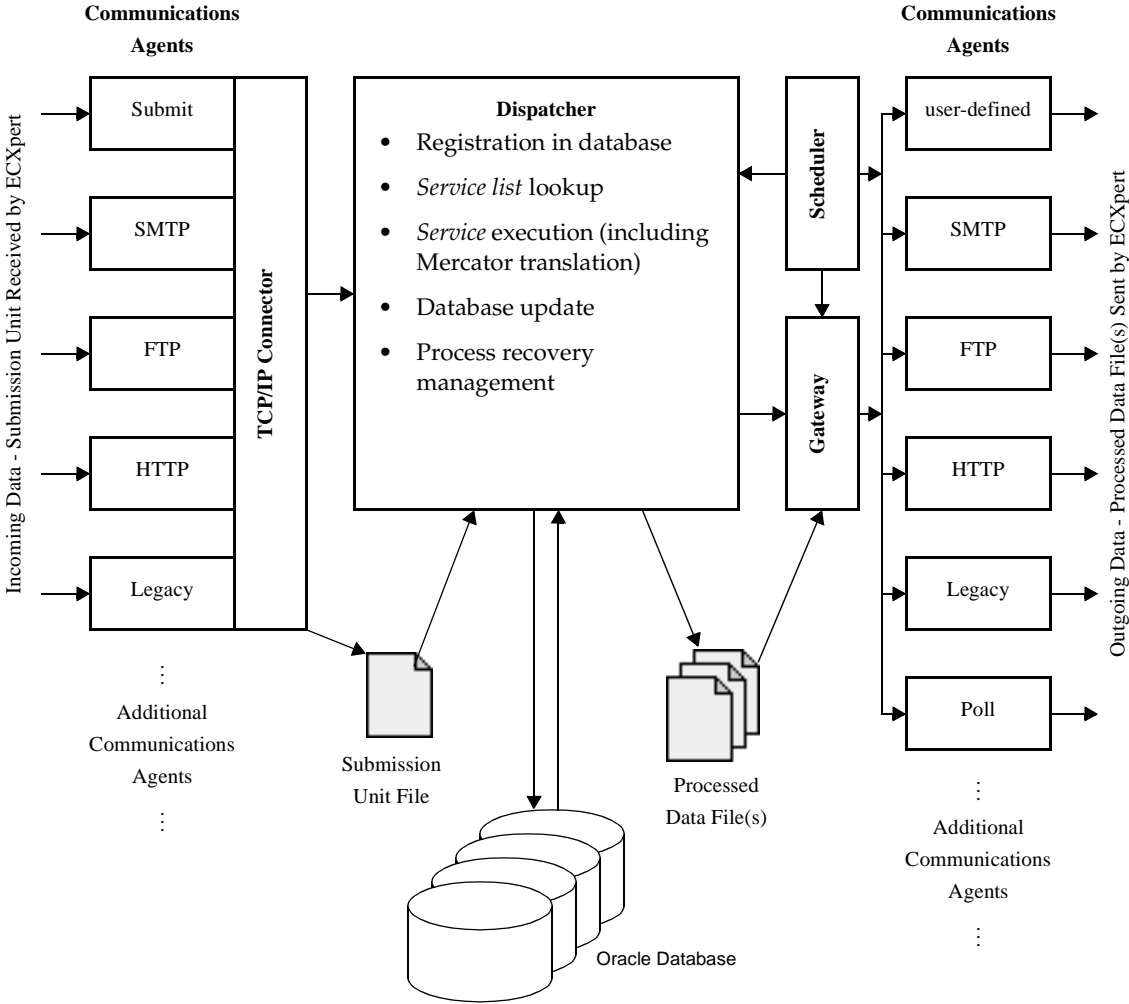 Communications
Agents
Incoming Data - Submission Unit Received by ECXpert
Submit
SMTP
FTP
HTTP
Legacy
⋮
Additional
Communications
Agents
⋮
TCP/IP Connector
Dispatcher
• Registration in database
• Service list lookup
• Service execution (including
Mercator translation)
• Database update
• Process recovery
management
Submission
Unit File
Oracle Database
Processed
Data File(s)
Scheduler
Gateway
Communications
Agents
user-defined
SMTP
FTP
HTTP
Legacy
Poll
⋮
Additional
Communications
Agents
⋮
Outgoing Data - Processed Data File(s) Sent by ECXpert